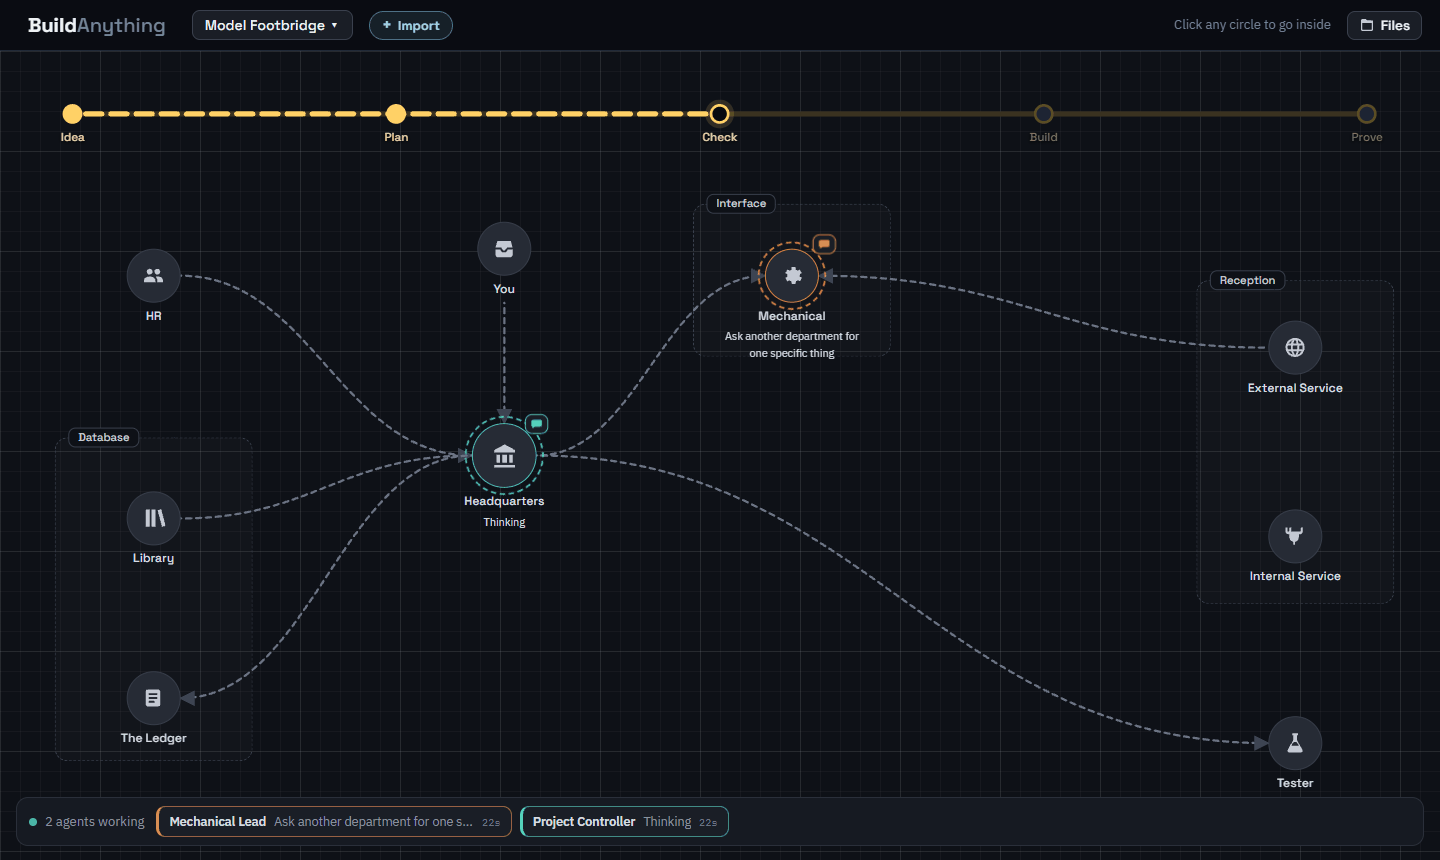 BuildAnything
Model Footbridge ▾
+ Import
Click any circle to go inside
Files
Idea
Plan
Check
Build
Prove
Interface
HR
You
Mechanical
Ask another department for
one specific thing
Reception
External Service
Database
Headquarters
Thinking
Library
Internal Service
The Ledger
Tester
2 agents working
Mechanical Lead Ask another department for one s... 22s
Project Controller Thinking 22s